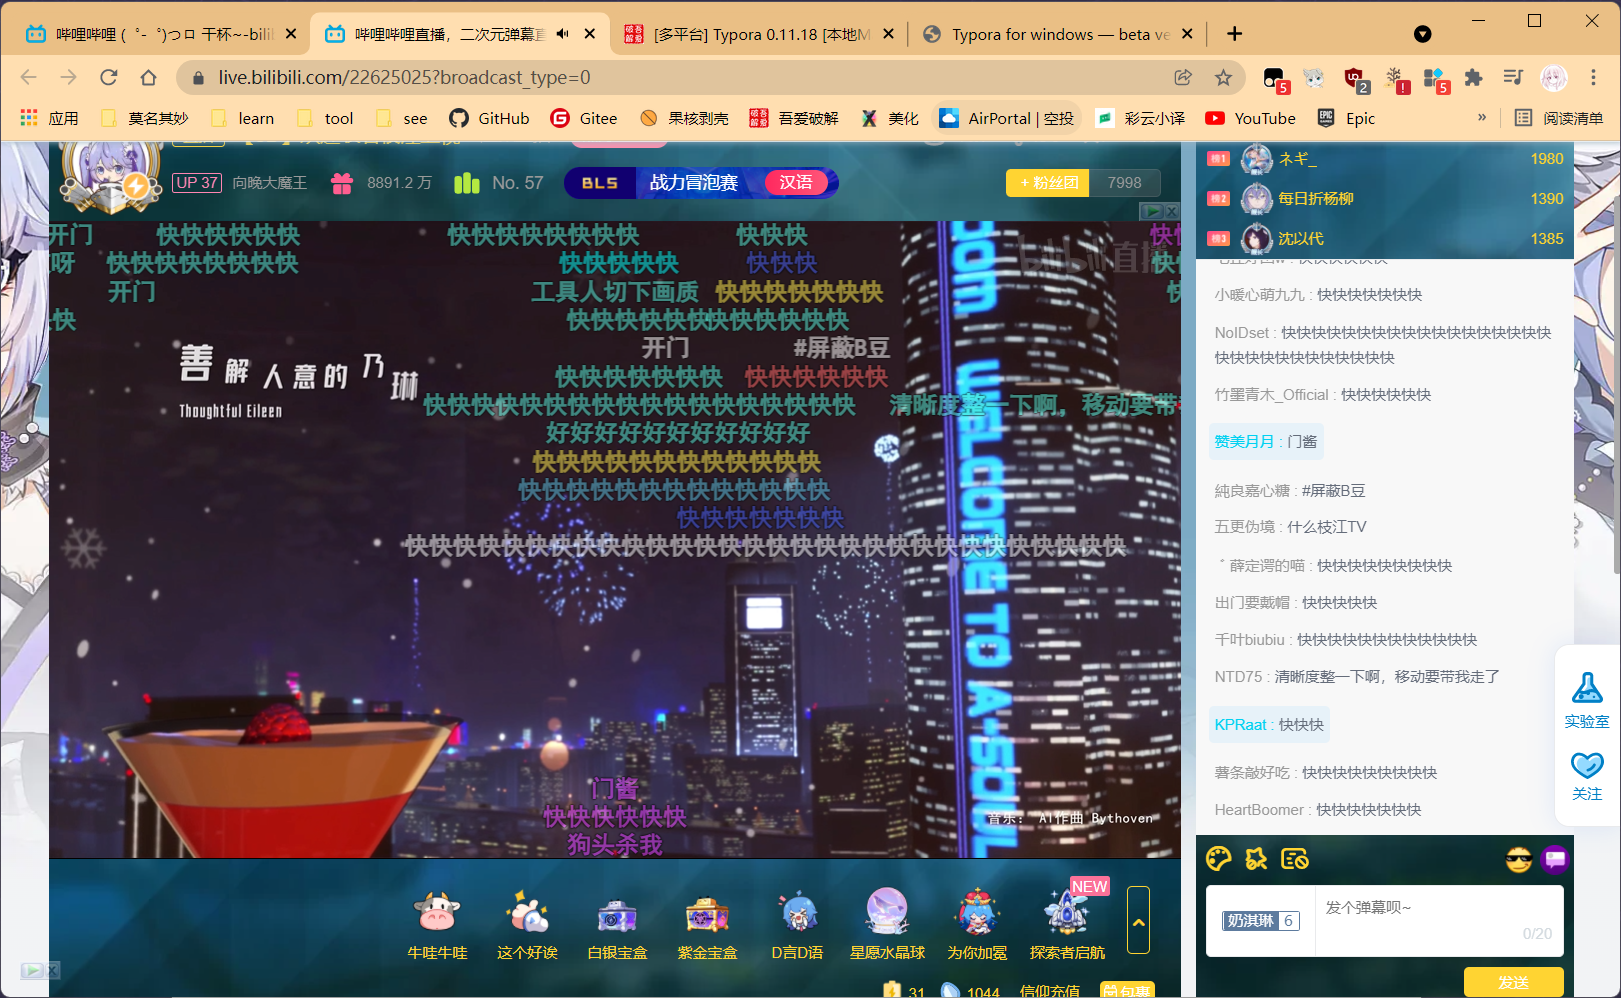 哔哩哔哩 (゜-゜)つロ 干杯~-bili
哔哩哔哩直播，二次元弹幕直
[多平台] Typora 0.11.18 [本地M
Typora for windows — beta ve
live.bilibili.com/22625025?broadcast_type=0
5
2
!
5
应用
莫名其妙
learn
tool
see
GitHub
Gitee
果核剥壳
吾爱破解
美化
AirPortal | 空投
彩云小译
YouTube
Epic
»
阅读清单
UP 37
向晚大魔王
8891.2 万
No. 57
BLS
战力冒泡赛
汉语
+ 粉丝团
7998
榜1
ネギ_
1980
榜2
每日折杨柳
1390
榜3
沈以代
1385
开门
快快快快快快
快快快快快快快快
快快快
呀
快快快快快快快快
快快快快快
快快快
开门
工具人切下画质
快快快快快快快
快
快快快快快快
快快快快快快
开门
#屏蔽B豆
快快快快快快快
快快快快快快
快快快快快快快快快快快快快快快快快快
清晰度整一下啊，移动要带
好好好好好好好好好好好
快快快快快快快快快快快快
快快快快快快快快快快快快快
快快快快快快快
快快快快快快快快快快快快快快快快快快快快快快快快快快快快快快
善解人意的乃琳
Thoughtful Eileen
bilibili直播
WELCOME TO A-SOUL
门酱
快快快快快快
狗头杀我
音乐： AI作曲 Bythoven
小暖心萌九九 : 快快快快快快快
NoIDset : 快快快快快快快快快快快快快快快快快快
快快快快快快快快快快快快
竹墨青木_Official : 快快快快快快
赞美月月 : 门酱
純良嘉心糖 : #屏蔽B豆
五更伪境 : 什么枝江TV
薛定谔的喵 : 快快快快快快快快快
出门要戴帽 : 快快快快快
千叶biubiu : 快快快快快快快快快快快快
NTD75 : 清晰度整一下啊，移动要带我走了
KPRaat : 快快快
薯条敲好吃 : 快快快快快快快快快
HeartBoomer : 快快快快快快快
实验室
关注
NEW
牛哇牛哇
这个好诶
白银宝盒
紫金宝盒
D言D语
星愿水晶球
为你加冕
探索者启航
31
1044
信仰充值
包裹
奶淇琳 6
发个弹幕呗~
0/20
发送